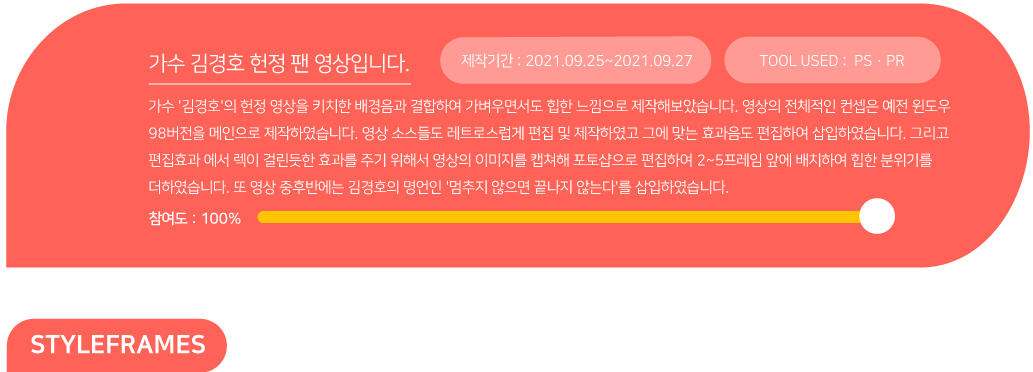 가수 김경호 헌정 팬 영상입니다.
제작기간 : 2021.09.25~2021.09.27
TOOL USED : PS · PR
가수 '김경호'의 헌정 영상을 키치한 배경음과 결합하여 가벼우면서도 힙한 느낌으로 제작해보았습니다. 영상의 전체적인 컨셉은 예전 윈도우
98버전을 메인으로 제작하였습니다. 영상 소스들도 레트로스럽게 편집 및 제작하였고 그에 맞는 효과음도 편집하여 삽입하였습니다. 그리고
편집효과 에서 렉이 걸린듯한 효과를 주기 위해서 영상의 이미지를 캡쳐해 포토샵으로 편집하여 2~5프레임 앞에 배치하여 힙한 분위기를
더하였습니다. 또 영상 중후반에는 김경호의 명언인 '멈추지 않으면 끝나지 않는다'를 삽입하였습니다.
참여도 : 100%
STYLEFRAMES